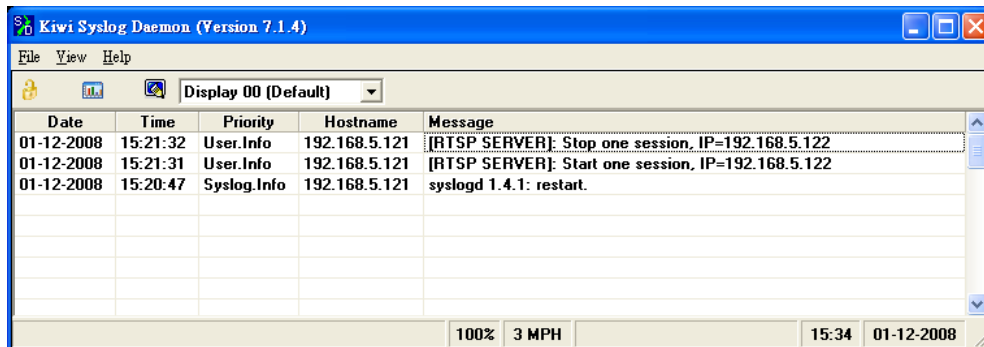 Kiwi Syslog Daemon (Version 7.1.4)
File View Help
Display 00 (Default)
Date Time Priority Hostname Message
01-12-2008 15:21:32 User.Info 192.168.5.121 [RTSP SERVER]: Stop one session, IP=192.168.5.122
01-12-2008 15:21:31 User.Info 192.168.5.121 [RTSP SERVER]: Start one session, IP=192.168.5.122
01-12-2008 15:20:47 Syslog.Info 192.168.5.121 syslogd 1.4.1: restart.
100% 3 MPH 15:34 01-12-2008